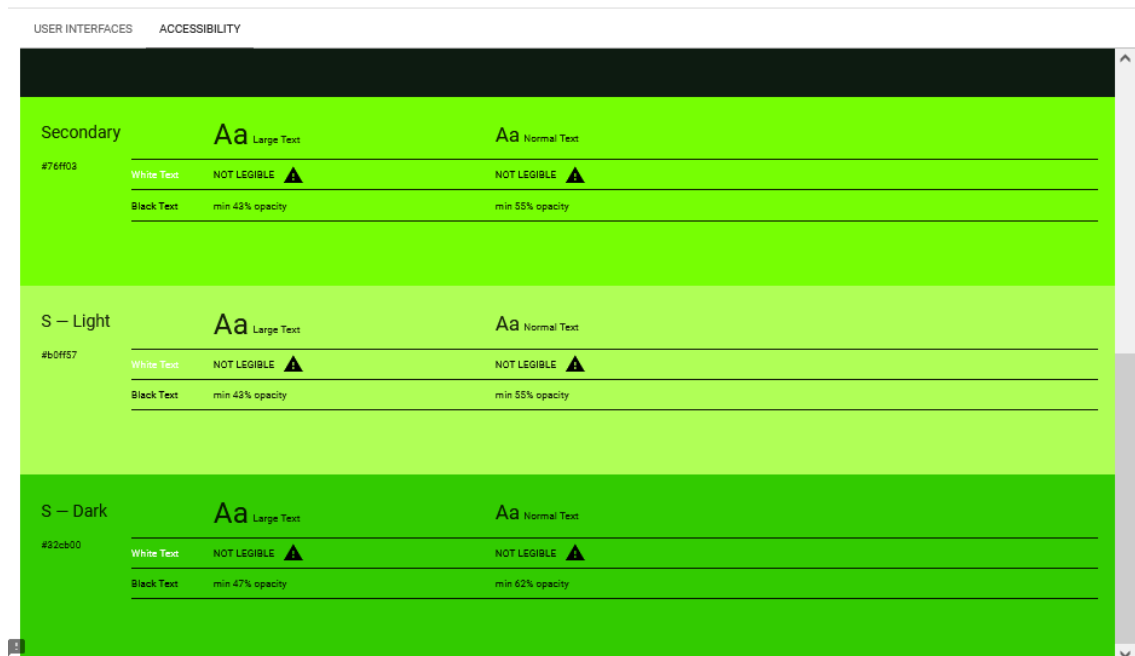 USER INTERFACES ACCESSIBILITY
Secondary Aa Large Text Aa Normal Text
#76ff03
White Text NOT LEGIBLE NOT LEGIBLE
Black Text min 43% opacity min 55% opacity
S — Light Aa Large Text Aa Normal Text
#b0ff57
White Text NOT LEGIBLE NOT LEGIBLE
Black Text min 43% opacity min 55% opacity
S — Dark Aa Large Text Aa Normal Text
#32cb00
White Text NOT LEGIBLE NOT LEGIBLE
Black Text min 47% opacity min 62% opacity